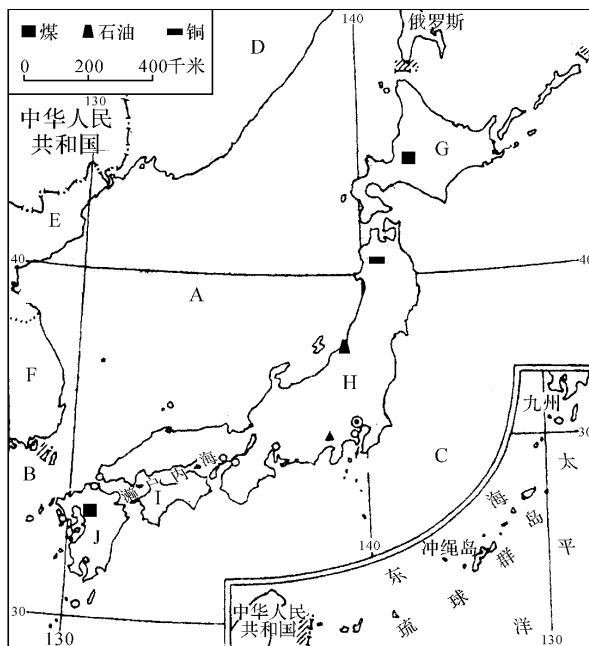 煤 石油 铜
0 200 400千米
140
俄罗斯
D
130
中华人民
共和国
G
E
40
40
A
F
H
B
C
九州
30
太
平
洋
濑户内海
I
J
140
冲绳岛
东
海
琉球群岛
30
130
中华人民
共和国
130